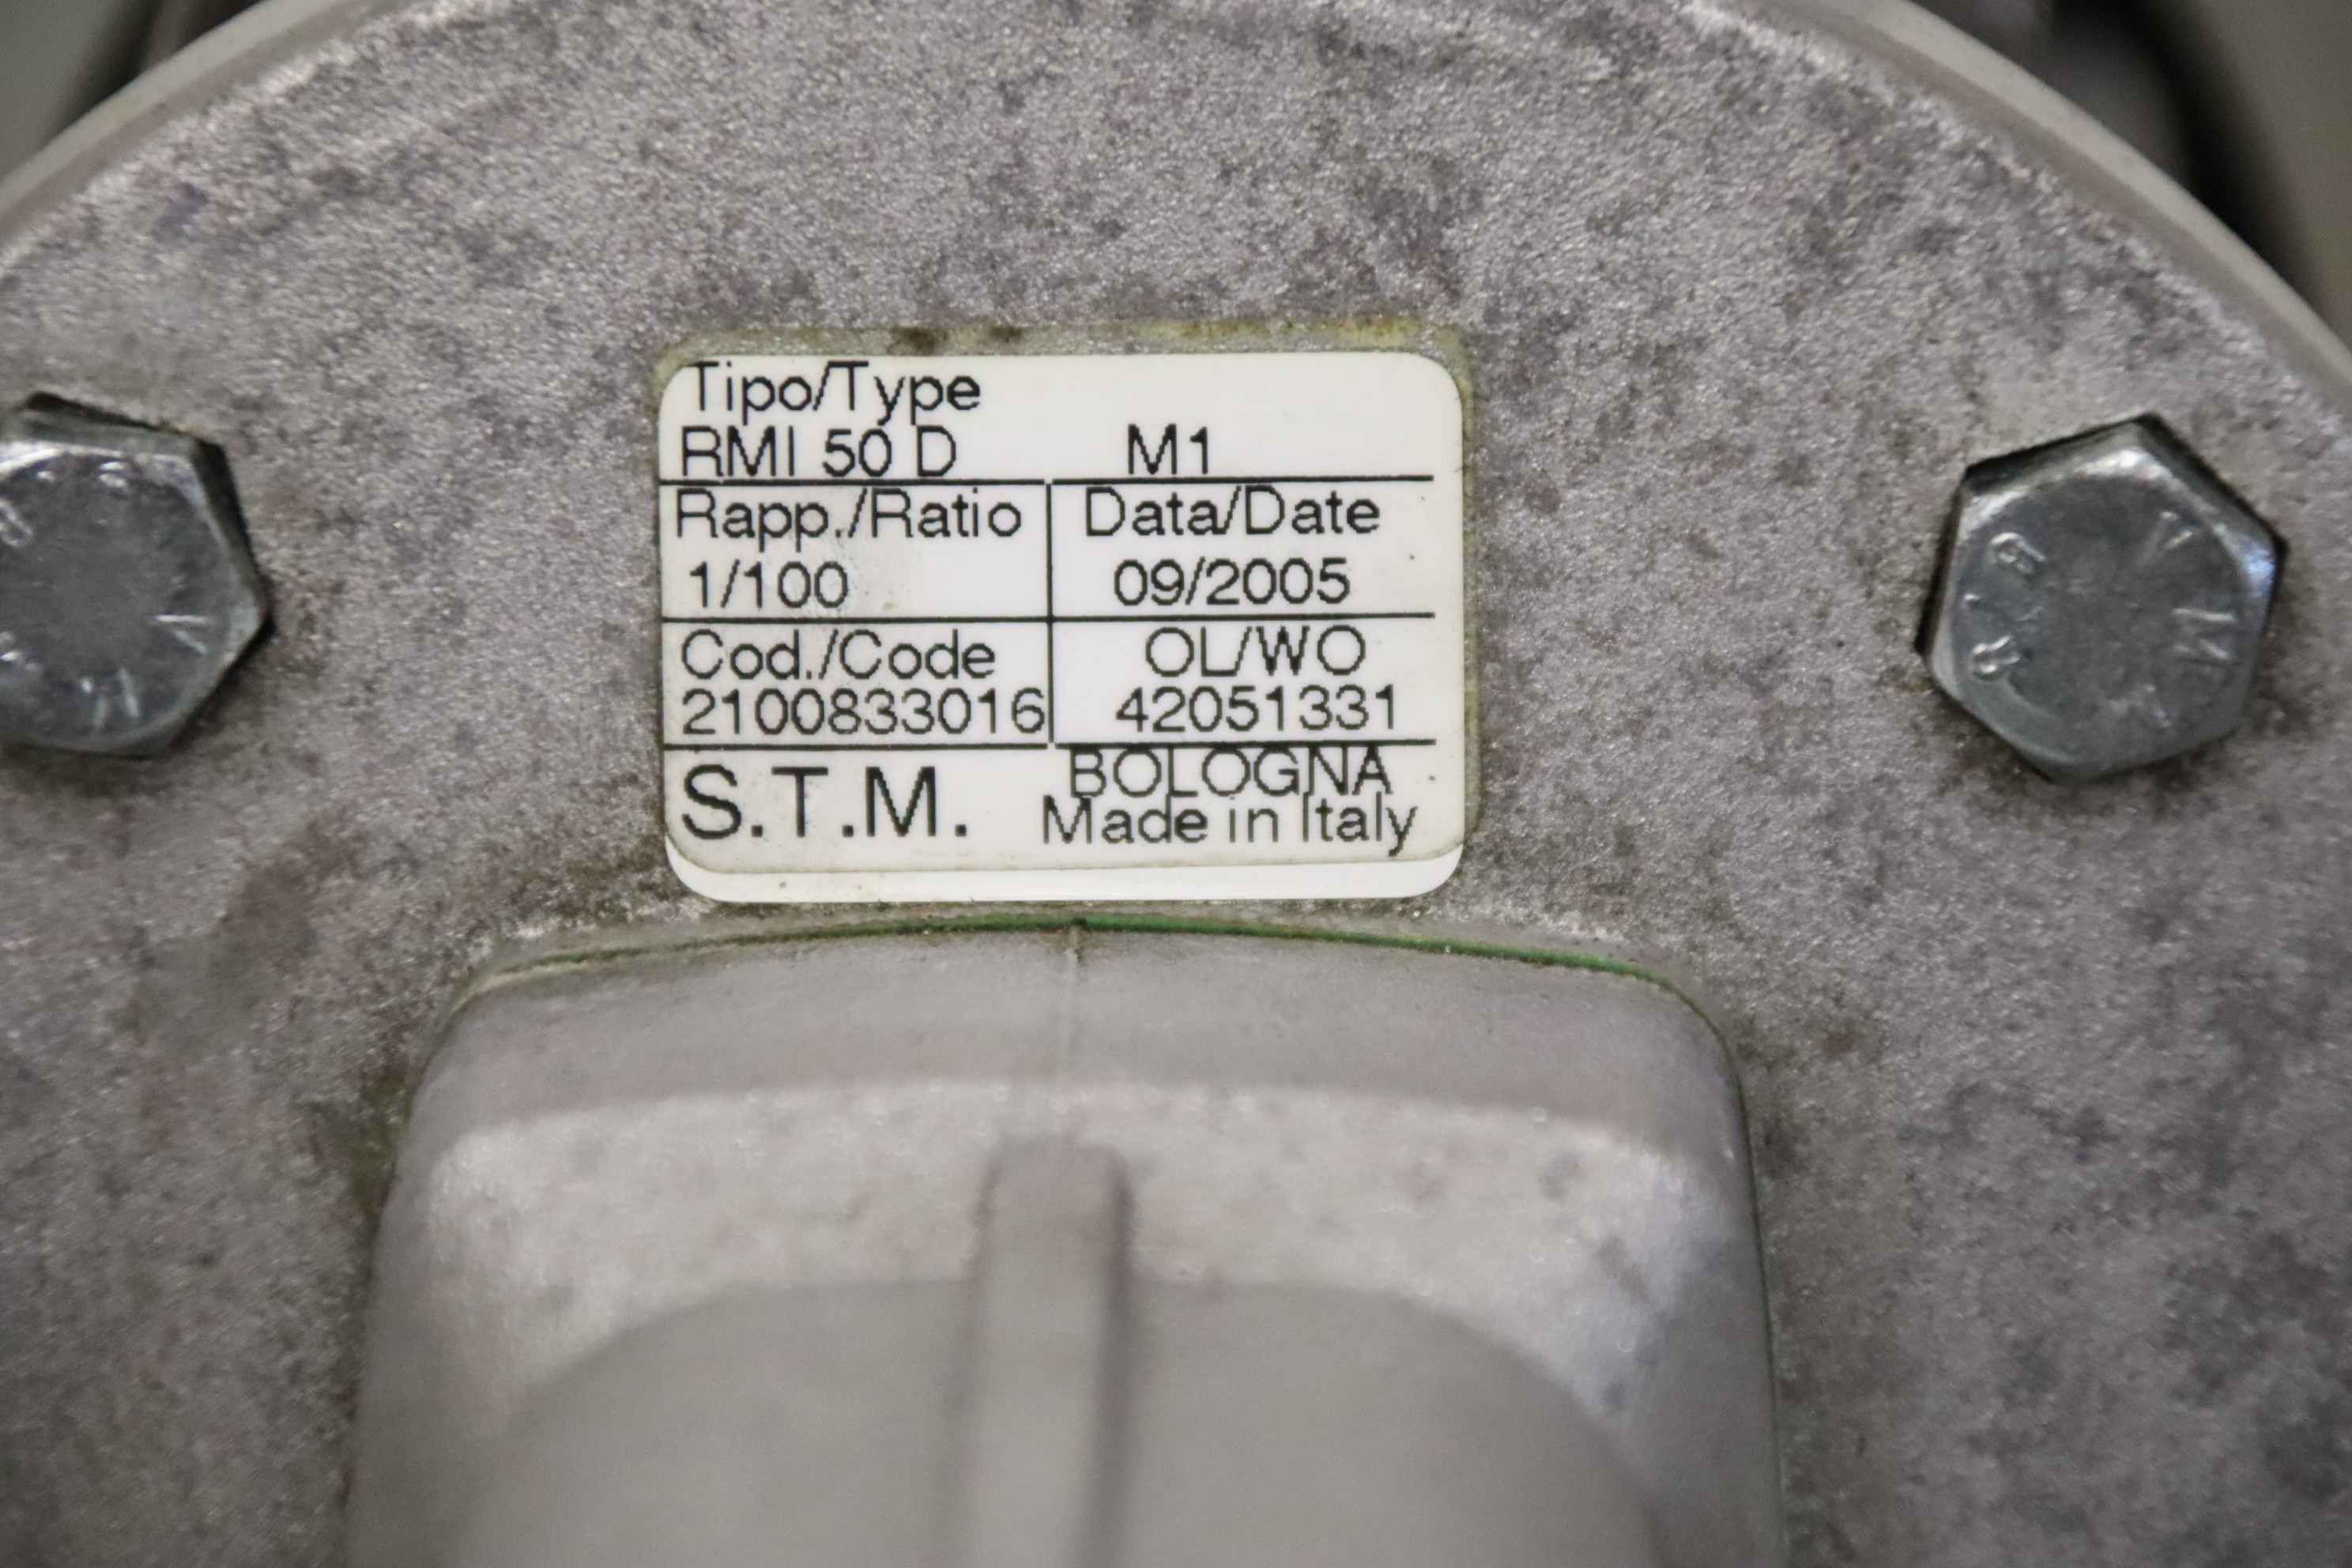 Tipo/Type
RMI 50 D M1
Rapp./Ratio Data/Date
1/100 09/2005
Cod./Code OL/WO
2100833016 42051331
S.T.M. BOLOGNA
Made in Italy